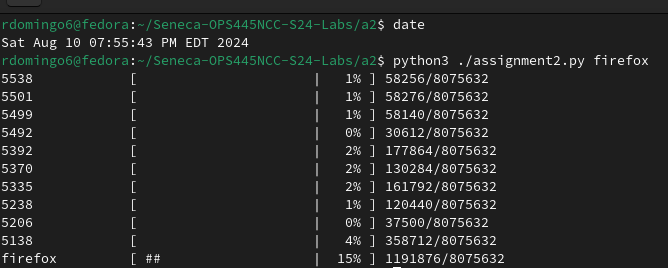 rdomingo6@fedora:~/Seneca-OPS445NCC-S24-Labs/a2$ date
Sat Aug 10 07:55:43 PM EDT 2024
rdomingo6@fedora:~/Seneca-OPS445NCC-S24-Labs/a2$ python3 ./assignment2.py firefox
5538            [                      |   1% ] 58256/8075632
5501            [                      |   1% ] 58276/8075632
5499            [                      |   1% ] 58140/8075632
5492            [                      |   0% ] 30612/8075632
5392            [                      |   2% ] 177864/8075632
5370            [                      |   2% ] 130284/8075632
5335            [                      |   2% ] 161792/8075632
5238            [                      |   1% ] 120440/8075632
5206            [                      |   0% ] 37500/8075632
5138            [                      |   4% ] 358712/8075632
firefox         [ ##                   |  15% ] 1191876/8075632